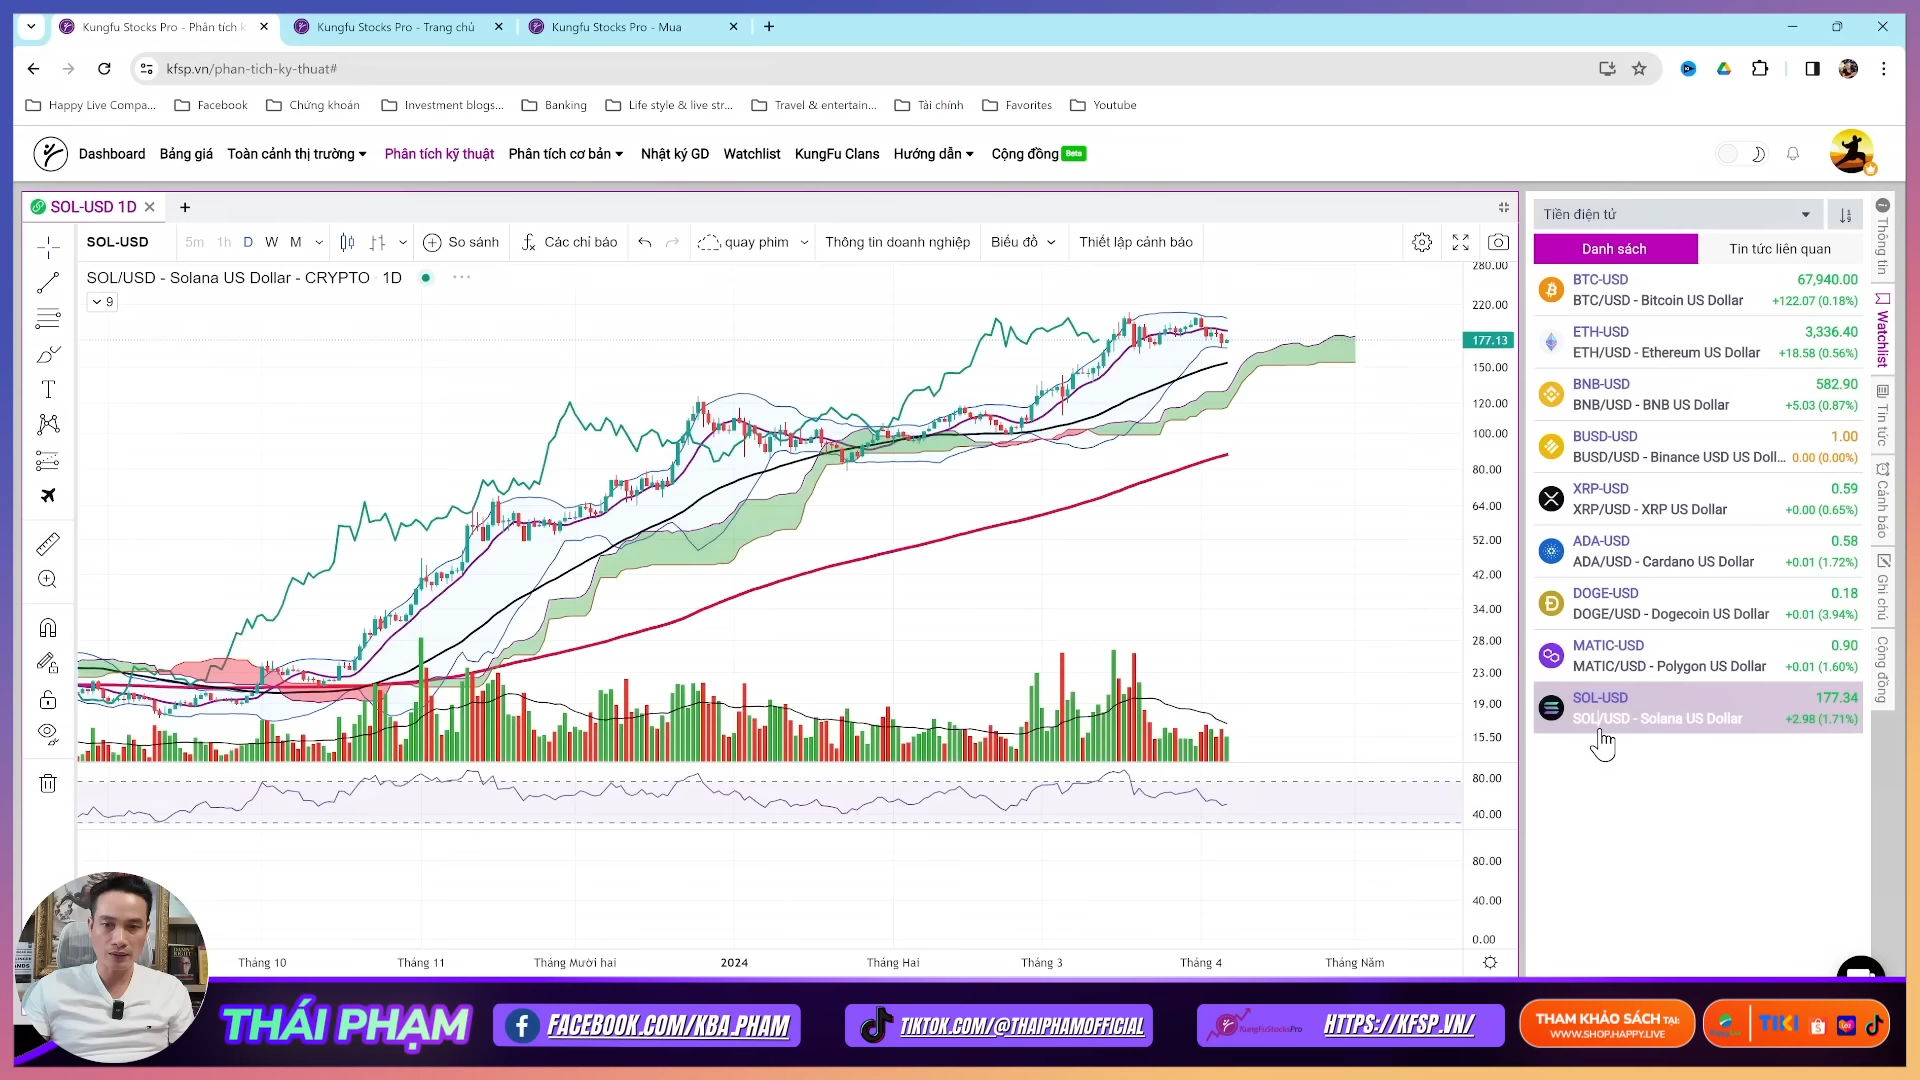 Kungfu Stocks Pro - Phân tích k
Kungfu Stocks Pro - Trang chủ
Kungfu Stocks Pro - Mua
kfsp.vn/phan-tich-ky-thuat#
Happy Live Compa...
Facebook
Chứng khoán
Investment blogs...
Banking
Life style & live str...
Travel & entertain...
Tài chính
Favorites
Youtube
Dashboard
Bảng giá
Toàn cảnh thị trường
Phân tích kỹ thuật
Phân tích cơ bản
Nhật ký GD
Watchlist
KungFu Clans
Hướng dẫn
Cộng đồng
Beta
SOL-USD 1D
SOL-USD
5m
1h
D
W
M
So sánh
Các chỉ báo
quay phim
Thông tin doanh nghiệp
Biểu đồ
Thiết lập cảnh báo
SOL/USD - Solana US Dollar - CRYPTO · 1D
9
280.00
220.00
177.13
150.00
120.00
100.00
80.00
64.00
52.00
42.00
34.00
28.00
23.00
19.00
15.50
80.00
40.00
80.00
40.00
0.00
Tháng 10
Tháng 11
Tháng Mười hai
2024
Tháng Hai
Tháng 3
Tháng 4
Tháng Năm
Tiền điện tử
Danh sách
Tin tức liên quan
BTC-USD 67,940.00
BTC/USD - Bitcoin US Dollar +122.07 (0.18%)
ETH-USD 3,336.40
ETH/USD - Ethereum US Dollar +18.58 (0.56%)
BNB-USD 582.90
BNB/USD - BNB US Dollar +5.03 (0.87%)
BUSD-USD 1.00
BUSD/USD - Binance USD US Doll... 0.00 (0.00%)
XRP-USD 0.59
XRP/USD - XRP US Dollar +0.00 (0.65%)
ADA-USD 0.58
ADA/USD - Cardano US Dollar +0.01 (1.72%)
DOGE-USD 0.18
DOGE/USD - Dogecoin US Dollar +0.01 (3.94%)
MATIC-USD 0.90
MATIC/USD - Polygon US Dollar +0.01 (1.60%)
SOL-USD 177.34
SOL/USD - Solana US Dollar +2.98 (1.71%)
Thông tin
Watchlist
Tin tức
Cảnh báo
Ghi chú
Cộng đồng
THÁI PHẠM
FACEBOOK.COM/KBA.PHAM
TIKTOK.COM/@THAIPHAMOFFICIAL
KungFuStocksPro
HTTPS://KFSP.VN/
THAM KHẢO SÁCH TẠI:
WWW.SHOP.HAPPY.LIVE
TIKI